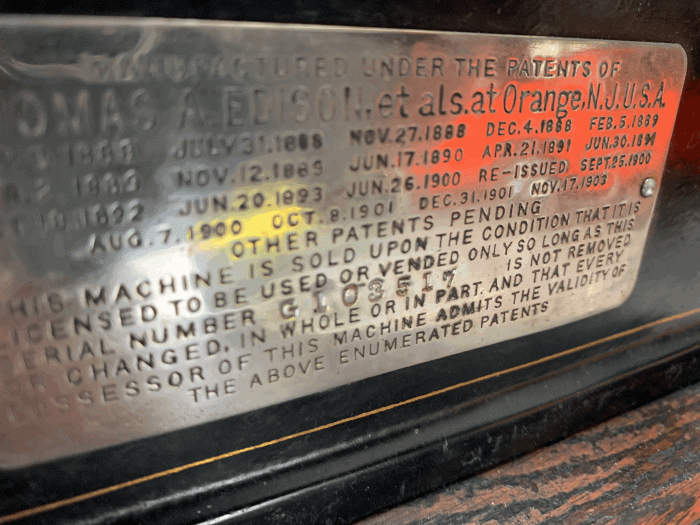 MANUFACTURED UNDER THE PATENTS OF
OMAS A. EDISON, et als. at Orange, N.J. U.S.A.
1888 JULY 31.1888 NOV.27.1888 DEC.4.1888 FEB.5.1889
NOV.12.1889 JUN.17.1890 APR.21.1891 JUN.30.1891
10.1892 JUN.20.1893 JUN.26.1900 RE-ISSUED SEPT.25.1900
AUG.7.1900 OCT.8.1901 DEC.31.1901 NOV.17.1903
OTHER PATENTS PENDING
HIS MACHINE IS SOLD UPON THE CONDITION THAT IT IS
LICENSED TO BE USED OR VENDED ONLY SO LONG AS THIS
SERIAL NUMBER IS NOT REMOVED
OR CHANGED, IN WHOLE OR IN PART, AND THAT EVERY
POSSESSOR OF THIS MACHINE ADMITS THE VALIDITY OF
THE ABOVE ENUMERATED PATENTS